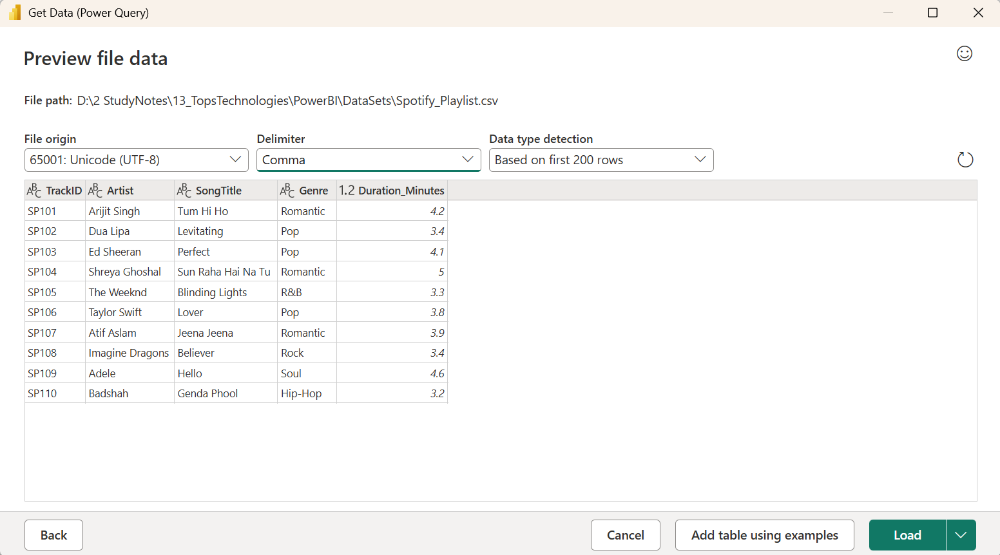 Get Data (Power Query)
Preview file data
File path: D:\2 StudyNotes\13_TopsTechnologies\PowerBI\DataSets\Spotify_Playlist.csv
File origin Delimiter Data type detection
65001: Unicode (UTF-8) Comma Based on first 200 rows
ABC TrackID ABC Artist ABC SongTitle ABC Genre 1.2 Duration_Minutes
SP101 Arijit Singh Tum Hi Ho Romantic 4.2
SP102 Dua Lipa Levitating Pop 3.4
SP103 Ed Sheeran Perfect Pop 4.1
SP104 Shreya Ghoshal Sun Raha Hai Na Tu Romantic 5
SP105 The Weeknd Blinding Lights R&B 3.3
SP106 Taylor Swift Lover Pop 3.8
SP107 Atif Aslam Jeena Jeena Romantic 3.9
SP108 Imagine Dragons Believer Rock 3.4
SP109 Adele Hello Soul 4.6
SP110 Badshah Genda Phool Hip-Hop 3.2
Back Cancel Add table using examples Load